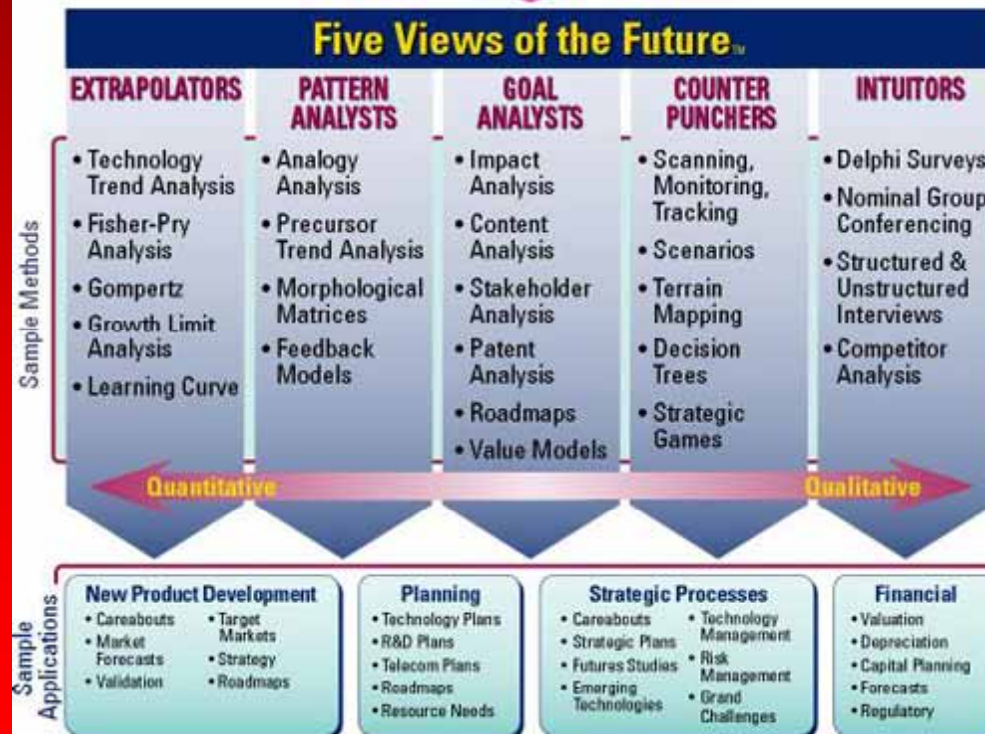 Five Views of the Future™
EXTRAPOLATORS
• Technology
Trend Analysis
• Fisher-Pry
Analysis
• Gompertz
• Growth Limit
Analysis
• Learning Curve
PATTERN
ANALYSTS
• Analogy
Analysis
• Precursor
Trend Analysis
• Morphological
Matrices
• Feedback
Models
GOAL
ANALYSTS
• Impact
Analysis
• Content
Analysis
• Stakeholder
Analysis
• Patent
Analysis
• Roadmaps
• Value Models
COUNTER
PUNCHERS
• Scanning,
Monitoring,
Tracking
• Scenarios
• Terrain
Mapping
• Decision
Trees
• Strategic
Games
INTUITORS
• Delphi Surveys
• Nominal Group
Conferencing
• Structured &
Unstructured
Interviews
• Competitor
Analysis
Sample Methods
Quantitative
Qualitative
Sample
Applications
New Product Development
• Careabouts
• Market
Forecasts
• Validation
• Target
Markets
• Strategy
• Roadmaps
Planning
• Technology Plans
• R&D Plans
• Telecom Plans
• Roadmaps
• Resource Needs
Strategic Processes
• Careabouts
• Strategic Plans
• Futures Studies
• Emerging
Technologies
• Technology
Management
• Risk
Management
• Grand
Challenges
Financial
• Valuation
• Depreciation
• Capital Planning
• Forecasts
• Regulatory